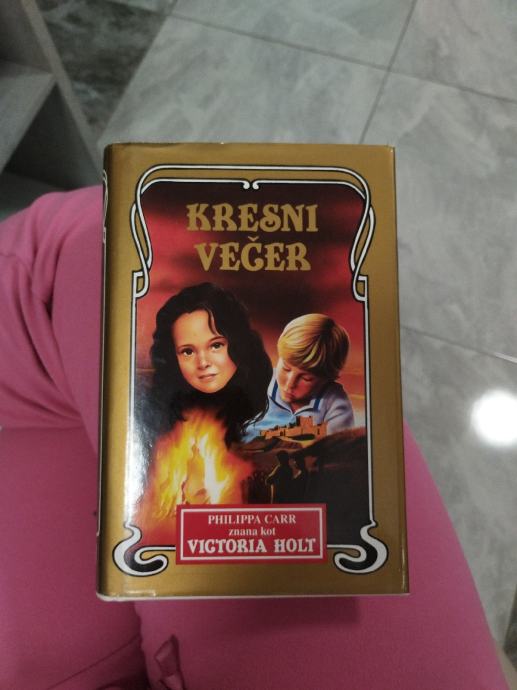 KRESNI
VEČER
PHILIPPA CARR
znana kot
VICTORIA HOLT